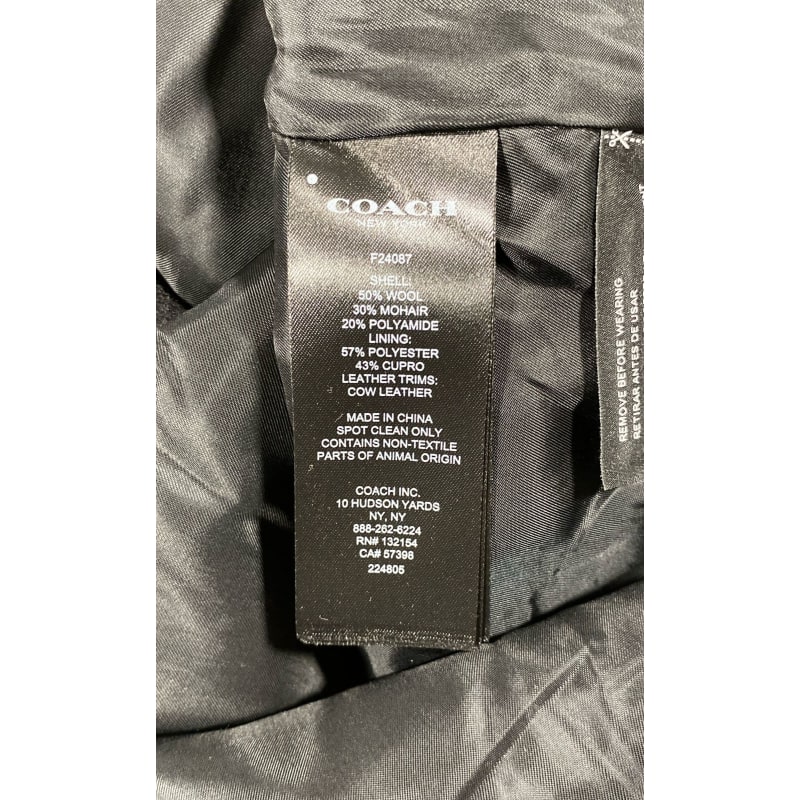 COACH
NEW YORK
F24087
SHELL:
50% WOOL
30% MOHAIR
20% POLYAMIDE
LINING:
57% POLYESTER
43% CUPRO
LEATHER TRIMS:
COW LEATHER
MADE IN CHINA
SPOT CLEAN ONLY
CONTAINS NON-TEXTILE
PARTS OF ANIMAL ORIGIN
COACH INC.
10 HUDSON YARDS
NY, NY
888-262-6224
RN# 132154
CA# 57398
224805
REMOVE BEFORE WEARING
RETIRAR ANTES DE USAR